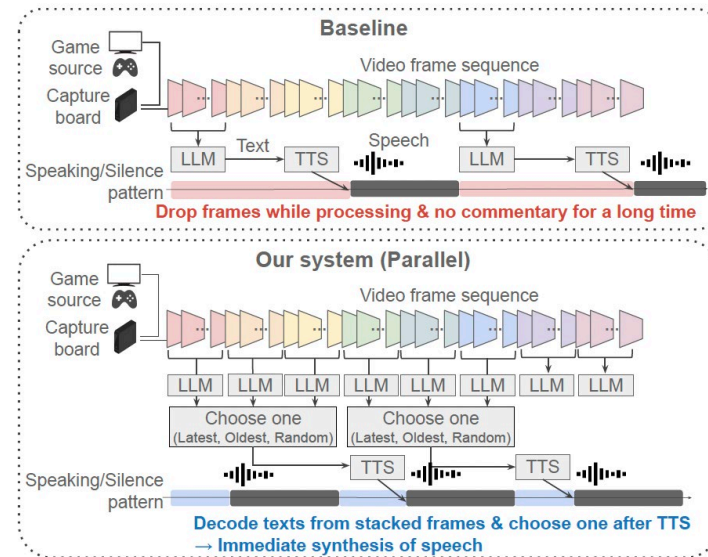 Baseline
Game
source
Capture
board
Video frame sequence
...
...
...
...
...
...
...
...
LLM
Text
TTS
Speech
LLM
TTS
Speaking/Silence
pattern
Drop frames while processing & no commentary for a long time
Our system (Parallel)
Game
source
Capture
board
Video frame sequence
...
...
...
...
...
...
...
...
LLM
LLM
LLM
LLM
LLM
LLM
LLM
LLM
Choose one
(Latest, Oldest, Random)
Choose one
(Latest, Oldest, Random)
TTS
TTS
Speaking/Silence
pattern
Decode texts from stacked frames & choose one after TTS
→ Immediate synthesis of speech